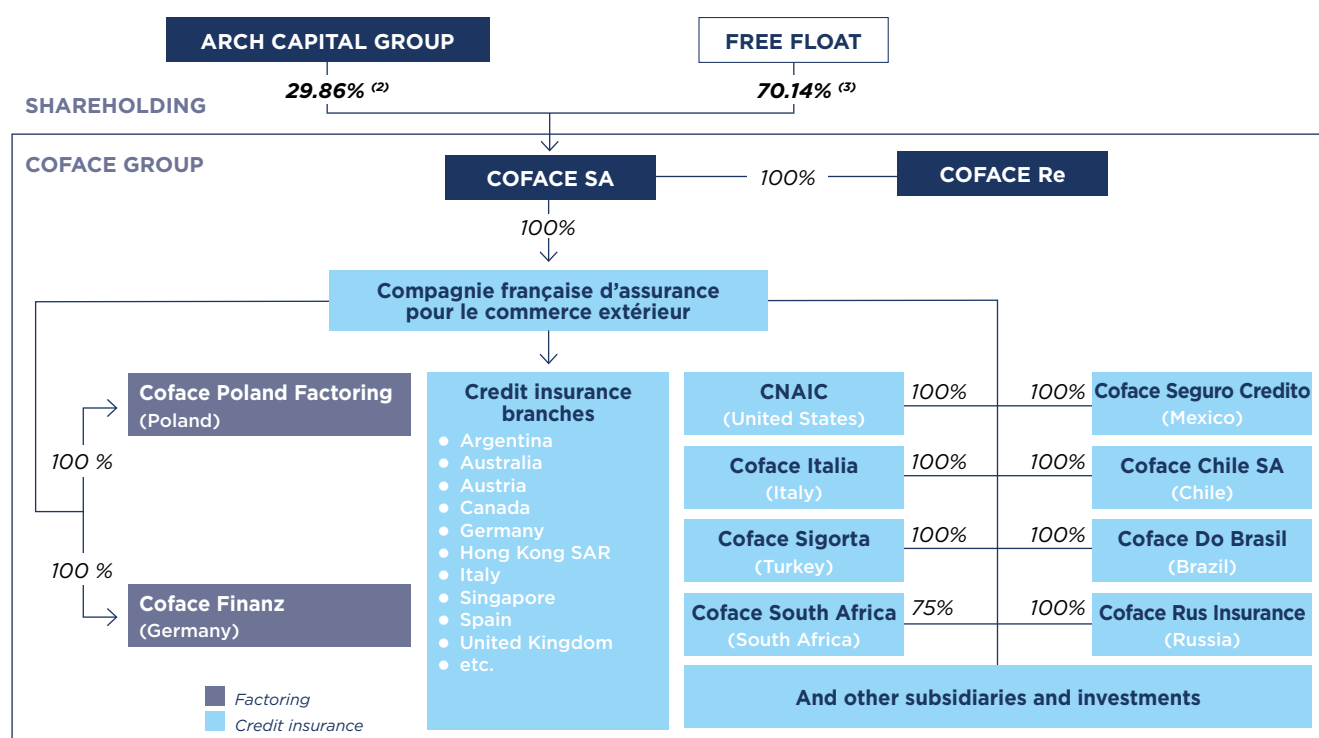 ARCH CAPITAL GROUP
FREE FLOAT
29.86% (2)
70.14% (3)
SHAREHOLDING
COFACE GROUP
COFACE SA
100%
COFACE Re
100%
Compagnie française d'assurance
pour le commerce extérieur
Coface Poland Factoring
(Poland)
100 %
100 %
Coface Finanz
(Germany)
Credit insurance
branches
● Argentina
● Australia
● Austria
● Canada
● Germany
● Hong Kong SAR
● Italy
● Singapore
● Spain
● United Kingdom
● etc.
CNAIC
(United States)
100%
100%
Coface Seguro Credito
(Mexico)
Coface Italia
(Italy)
100%
100%
Coface Chile SA
(Chile)
Coface Sigorta
(Turkey)
100%
100%
Coface Do Brasil
(Brazil)
Coface South Africa
(South Africa)
75%
100%
Coface Rus Insurance
(Russia)
And other subsidiaries and investments
Factoring
Credit insurance